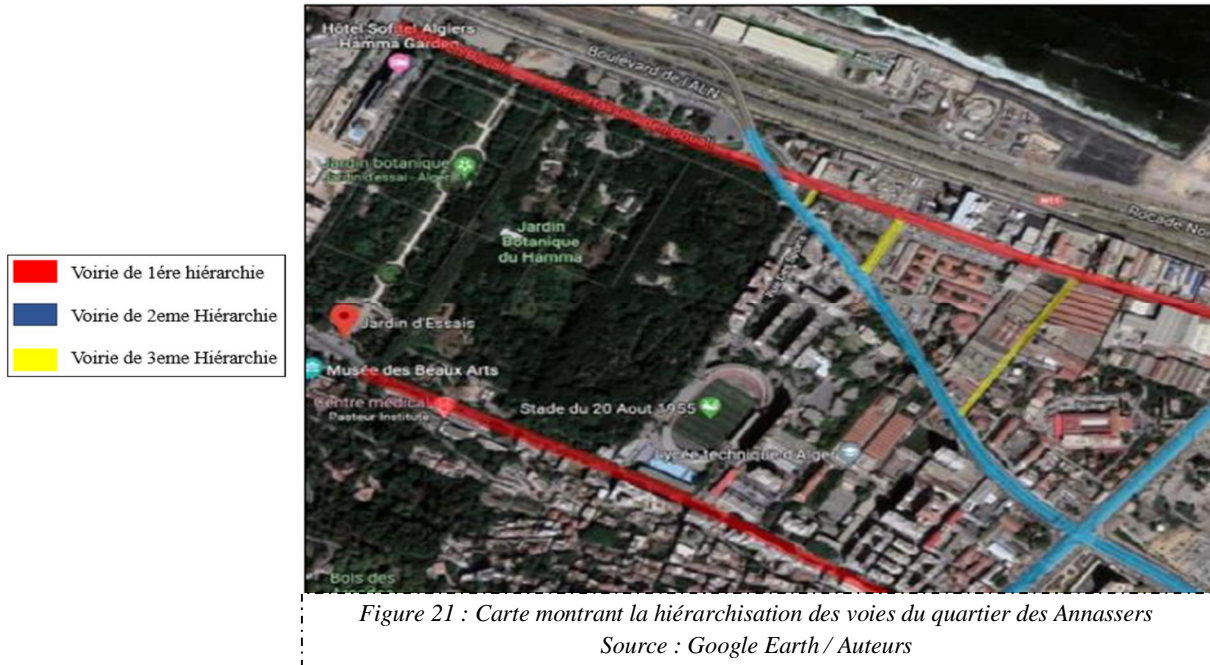 Voirie de 1ére hiérarchie
Voirie de 2eme Hiérarchie
Voirie de 3eme Hiérarchie
Hôtel Sofitel Algiers
Hamma Garden
Boulevard de l'ALN
Jardin botanique
Jardin d'essai - Alger
Jardin
Botanique
du Hamma
N11
Rocade Nor
Jardin d'Essais
Musée des Beaux Arts
Centre médical
Pasteur Institute
Stade du 20 Aout 1955
Lycée technique d'Alger
Bois des
Figure 21 : Carte montrant la hiérarchisation des voies du quartier des Annassers
Source : Google Earth / Auteurs